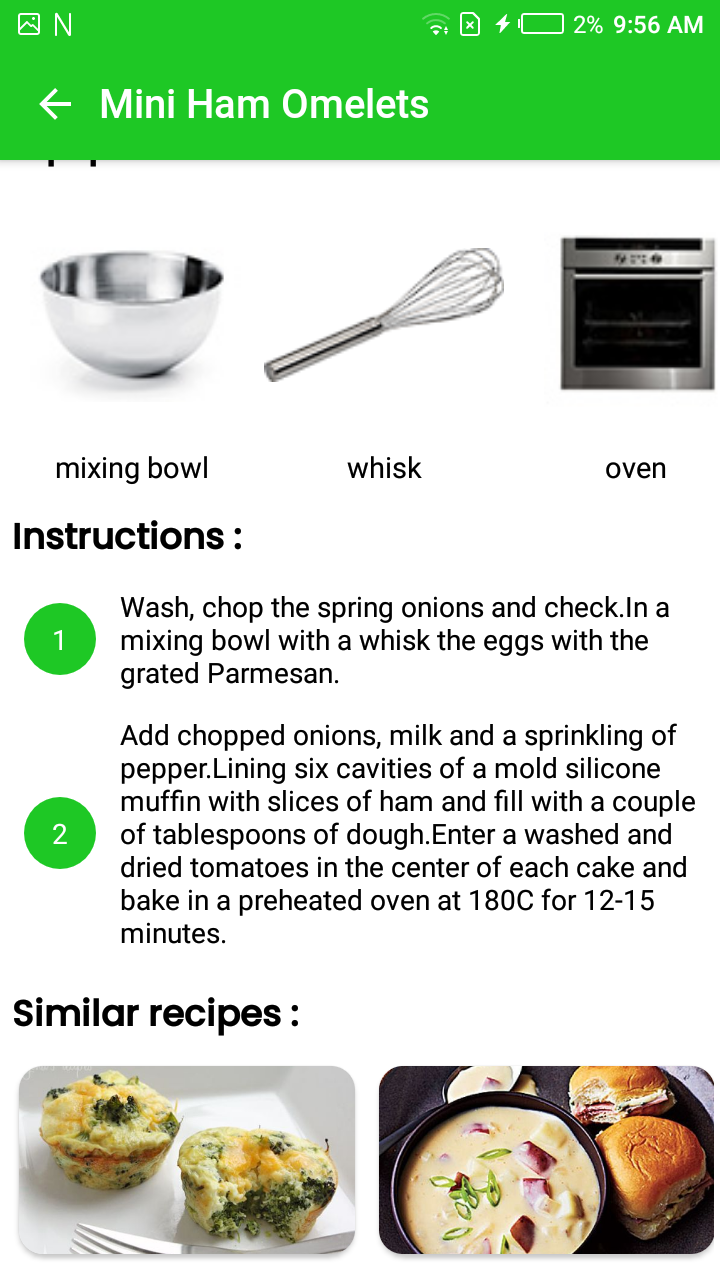 2% 9:56 AM
Mini Ham Omelets
mixing bowl whisk oven
Instructions :
1
Wash, chop the spring onions and check.In a
mixing bowl with a whisk the eggs with the
grated Parmesan.
2
Add chopped onions, milk and a sprinkling of
pepper.Lining six cavities of a mold silicone
muffin with slices of ham and fill with a couple
of tablespoons of dough.Enter a washed and
dried tomatoes in the center of each cake and
bake in a preheated oven at 180C for 12-15
minutes.
Similar recipes :